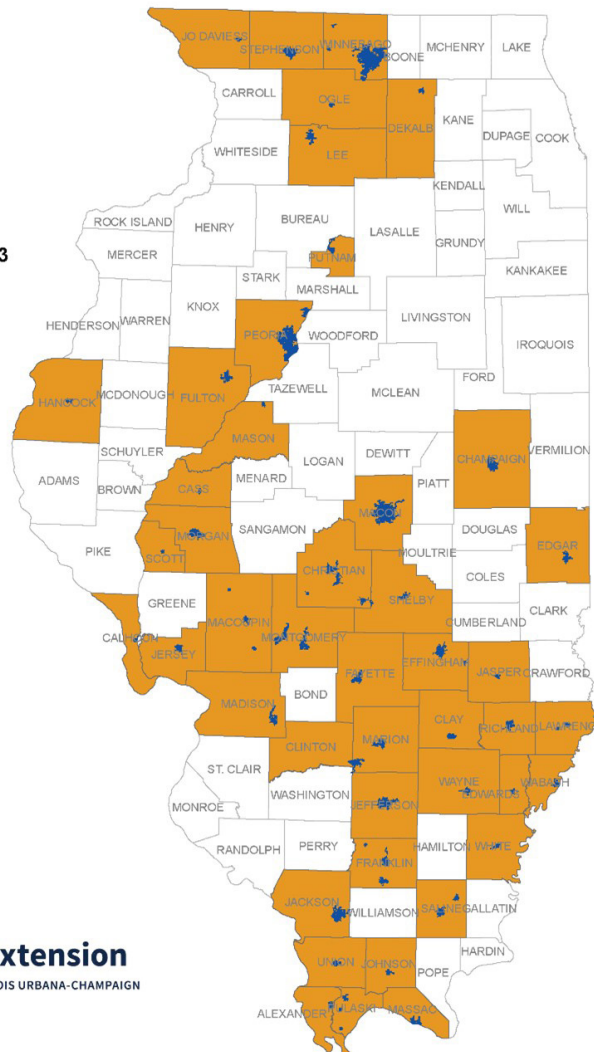 JO DAVIESS
STEPHENSON
WINNEBAGO
BOONE
MCHENRY
LAKE
CARROLL
OGLE
DEKALB
KANE
DUPAGE
COOK
WHITESIDE
LEE
KENDALL
WILL
ROCK ISLAND
HENRY
BUREAU
LASALLE
GRUNDY
3
MERCER
PUTNAM
KANKAKEE
STARK
MARSHALL
KNOX
PEORIA
LIVINGSTON
HENDERSON
WARREN
WOODFORD
IROQUOIS
FORD
HANCOCK
MCDONOUGH
FULTON
TAZEWELL
MCLEAN
MASON
SCHUYLER
LOGAN
DEWITT
CHAMPAIGN
VERMILION
ADAMS
BROWN
CASS
MENARD
PIATT
MACON
PIKE
SCOTT
MORGAN
SANGAMON
DOUGLAS
MOULTRIE
EDGAR
CHRISTIAN
COLES
GREENE
SHELBY
CALHOUN
JERSEY
MACOUPIN
MONTGOMERY
CUMBERLAND
CLARK
FAYETTE
EFFINGHAM
JASPER
CRAWFORD
MADISON
BOND
CLAY
RICHLAND
LAWRENC
CLINTON
MARION
ST. CLAIR
WASHINGTON
WAYNE
EDWARDS
WABASH
MONROE
JEFFERSON
RANDOLPH
PERRY
HAMILTON
WHITE
FRANKLIN
JACKSON
WILLIAMSON
SALINE
GALLATIN
xtension
OIS URBANA-CHAMPAIGN
HARDIN
UNION
JOHNSON
POPE
ALEXANDER
PULASKI
MASSAC